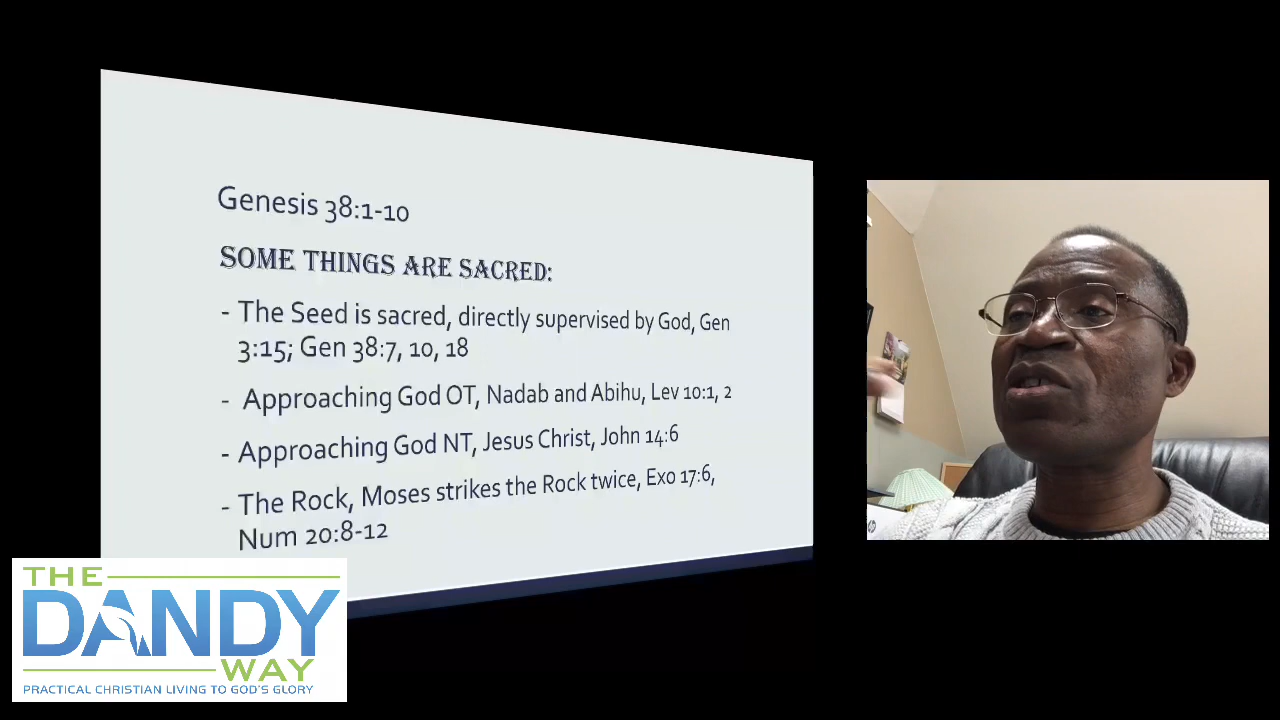 Genesis 38:1-10
SOME THINGS ARE SACRED:
- The Seed is sacred, directly supervised by God, Gen
3:15; Gen 38:7, 10, 18
- Approaching God OT, Nadab and Abihu, Lev 10:1, 2
- Approaching God NT, Jesus Christ, John 14:6
- The Rock, Moses strikes the Rock twice, Exo 17:6,
Num 20:8-12
THE
DANDY
WAY
PRACTICAL CHRISTIAN LIVING TO GOD'S GLORY
hp